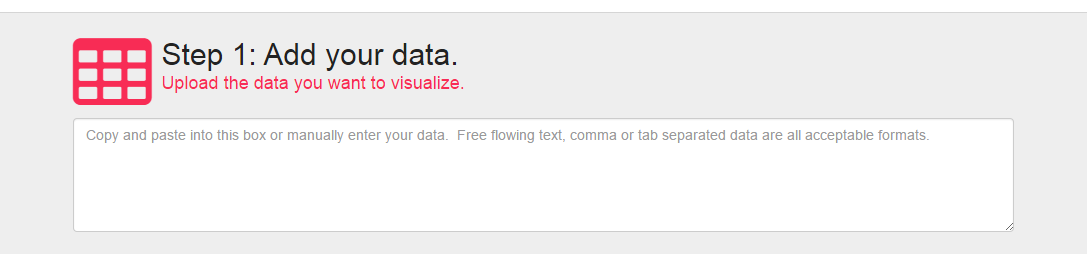 Step 1: Add your data.
Upload the data you want to visualize.
Copy and paste into this box or manually enter your data.  Free flowing text, comma or tab separated data are all acceptable formats.